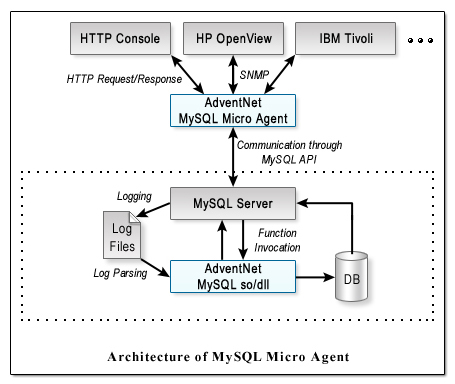 HTTP Console
HP OpenView
IBM Tivoli
HTTP Request/Response
SNMP
AdventNet
MySQL Micro Agent
Communication through
MySQL API
Logging
MySQL Server
Log
Files
Function
Invocation
Log Parsing
AdventNet
MySQL so/dll
DB
Architecture of MySQL Micro Agent